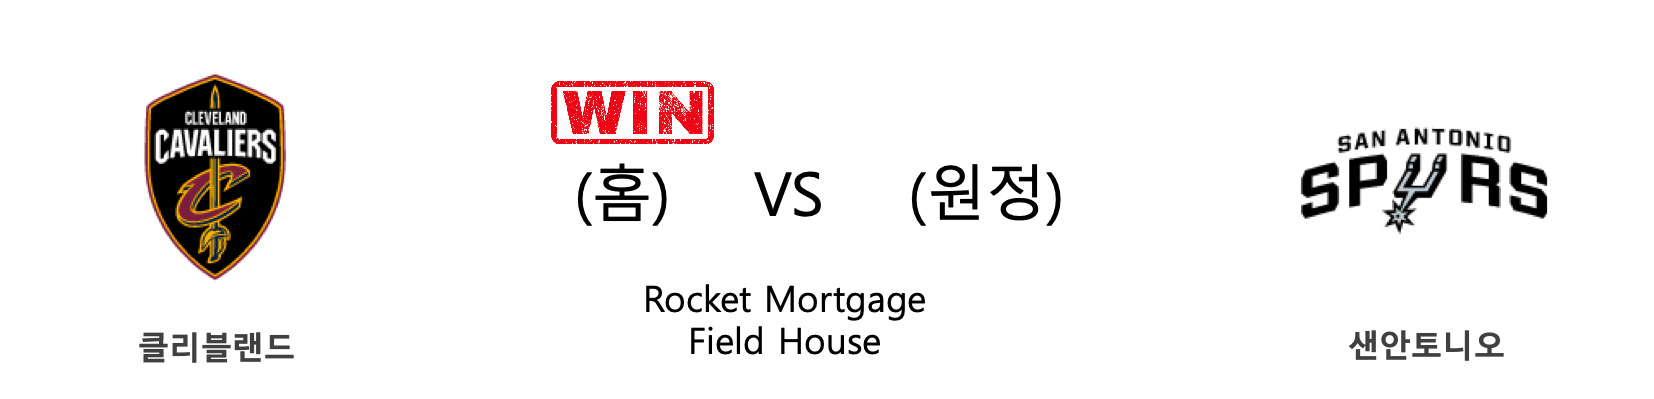 CLEVELAND
CAVALIERS
WIN
(홈) VS (원정)
SAN ANTONIO
SPURS
Rocket Mortgage
Field House
클리블랜드
샌안토니오